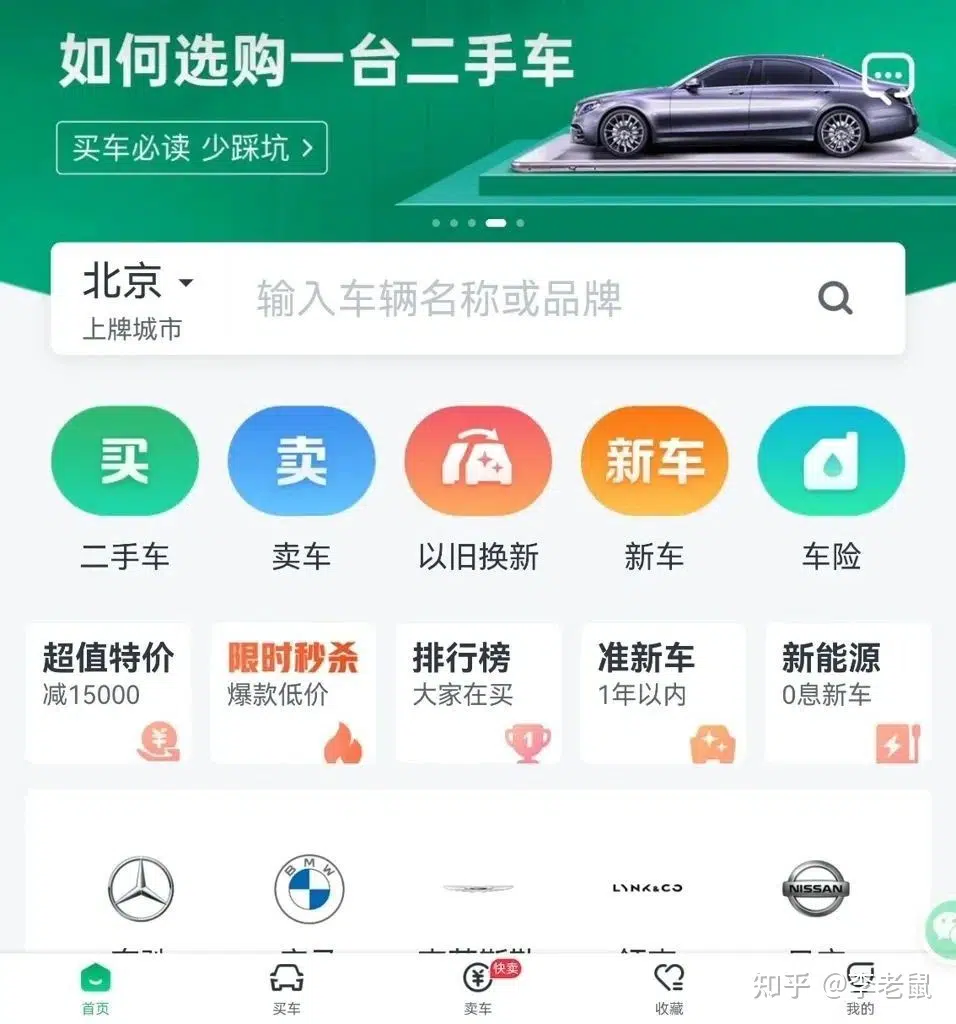 如何选购一台二手车
买车必读 少踩坑 >
北京
上牌城市
输入车辆名称或品牌
买
卖
新车
二手车
卖车
以旧换新
新车
车险
超值特价
减15000
限时秒杀
爆款低价
排行榜
大家在买
准新车
1年以内
新能源
0息新车
¥
1
BMW
LYNK&CO
NISSAN
¥
快卖
首页
买车
卖车
收藏
我的
知乎 @李老鼠